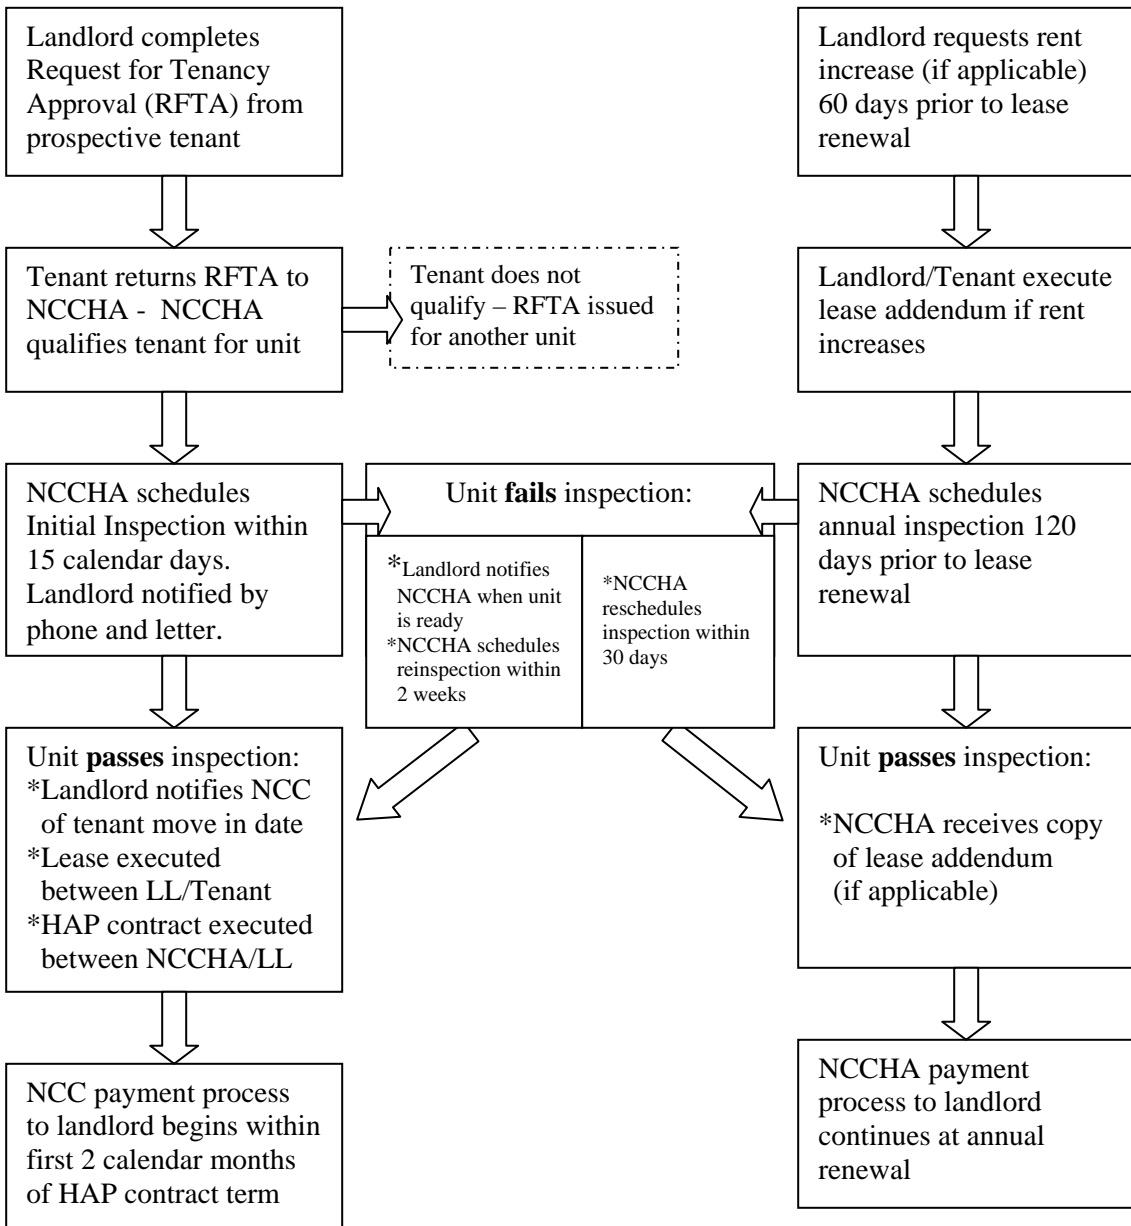 Landlord completes
Request for Tenancy
Approval (RFTA) from
prospective tenant
Tenant returns RFTA to
NCCHA - NCCHA
qualifies tenant for unit
Tenant does not
qualify – RFTA issued
for another unit
NCCHA schedules
Initial Inspection within
15 calendar days.
Landlord notified by
phone and letter.
Unit passes inspection:
*Landlord notifies NCC
of tenant move in date
*Lease executed
between LL/Tenant
*HAP contract executed
between NCCHA/LL
NCC payment process
to landlord begins within
first 2 calendar months
of HAP contract term
Unit fails inspection:
*Landlord notifies
NCCHA when unit
is ready
*NCCHA schedules
reinspection within
2 weeks
*NCCHA
reschedules
inspection within
30 days
Landlord requests rent
increase (if applicable)
60 days prior to lease
renewal
Landlord/Tenant execute
lease addendum if rent
increases
NCCHA schedules
annual inspection 120
days prior to lease
renewal
Unit passes inspection:
*NCCHA receives copy
of lease addendum
(if applicable)
NCCHA payment
process to landlord
continues at annual
renewal